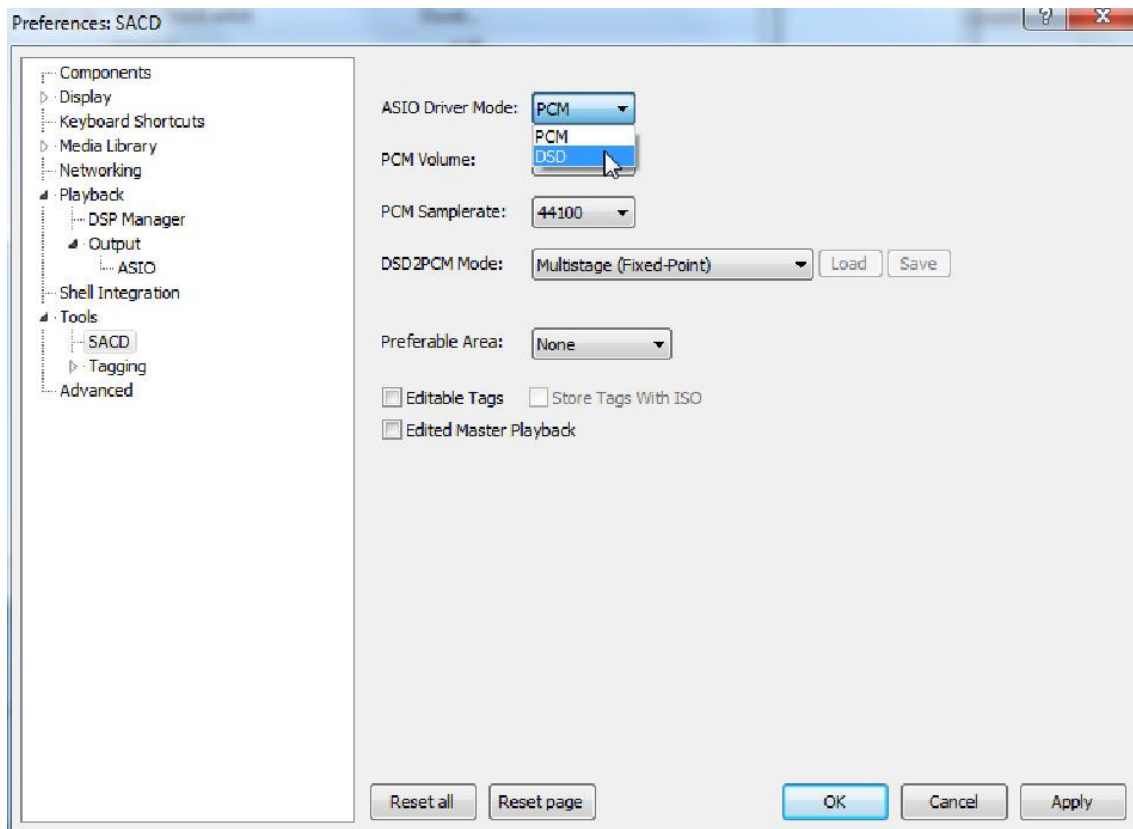 Preferences: SACD
?
X
Components
Display
Keyboard Shortcuts
Media Library
Networking
Playback
DSP Manager
Output
ASIO
Shell Integration
Tools
SACD
Tagging
Advanced
ASIO Driver Mode: PCM
PCM
DSD
PCM Volume:
PCM Samplerate: 44100
DSD2PCM Mode: Multistage (Fixed-Point) Load Save
Preferable Area: None
Editable Tags Store Tags With ISO
Edited Master Playback
Reset all Reset page OK Cancel Apply